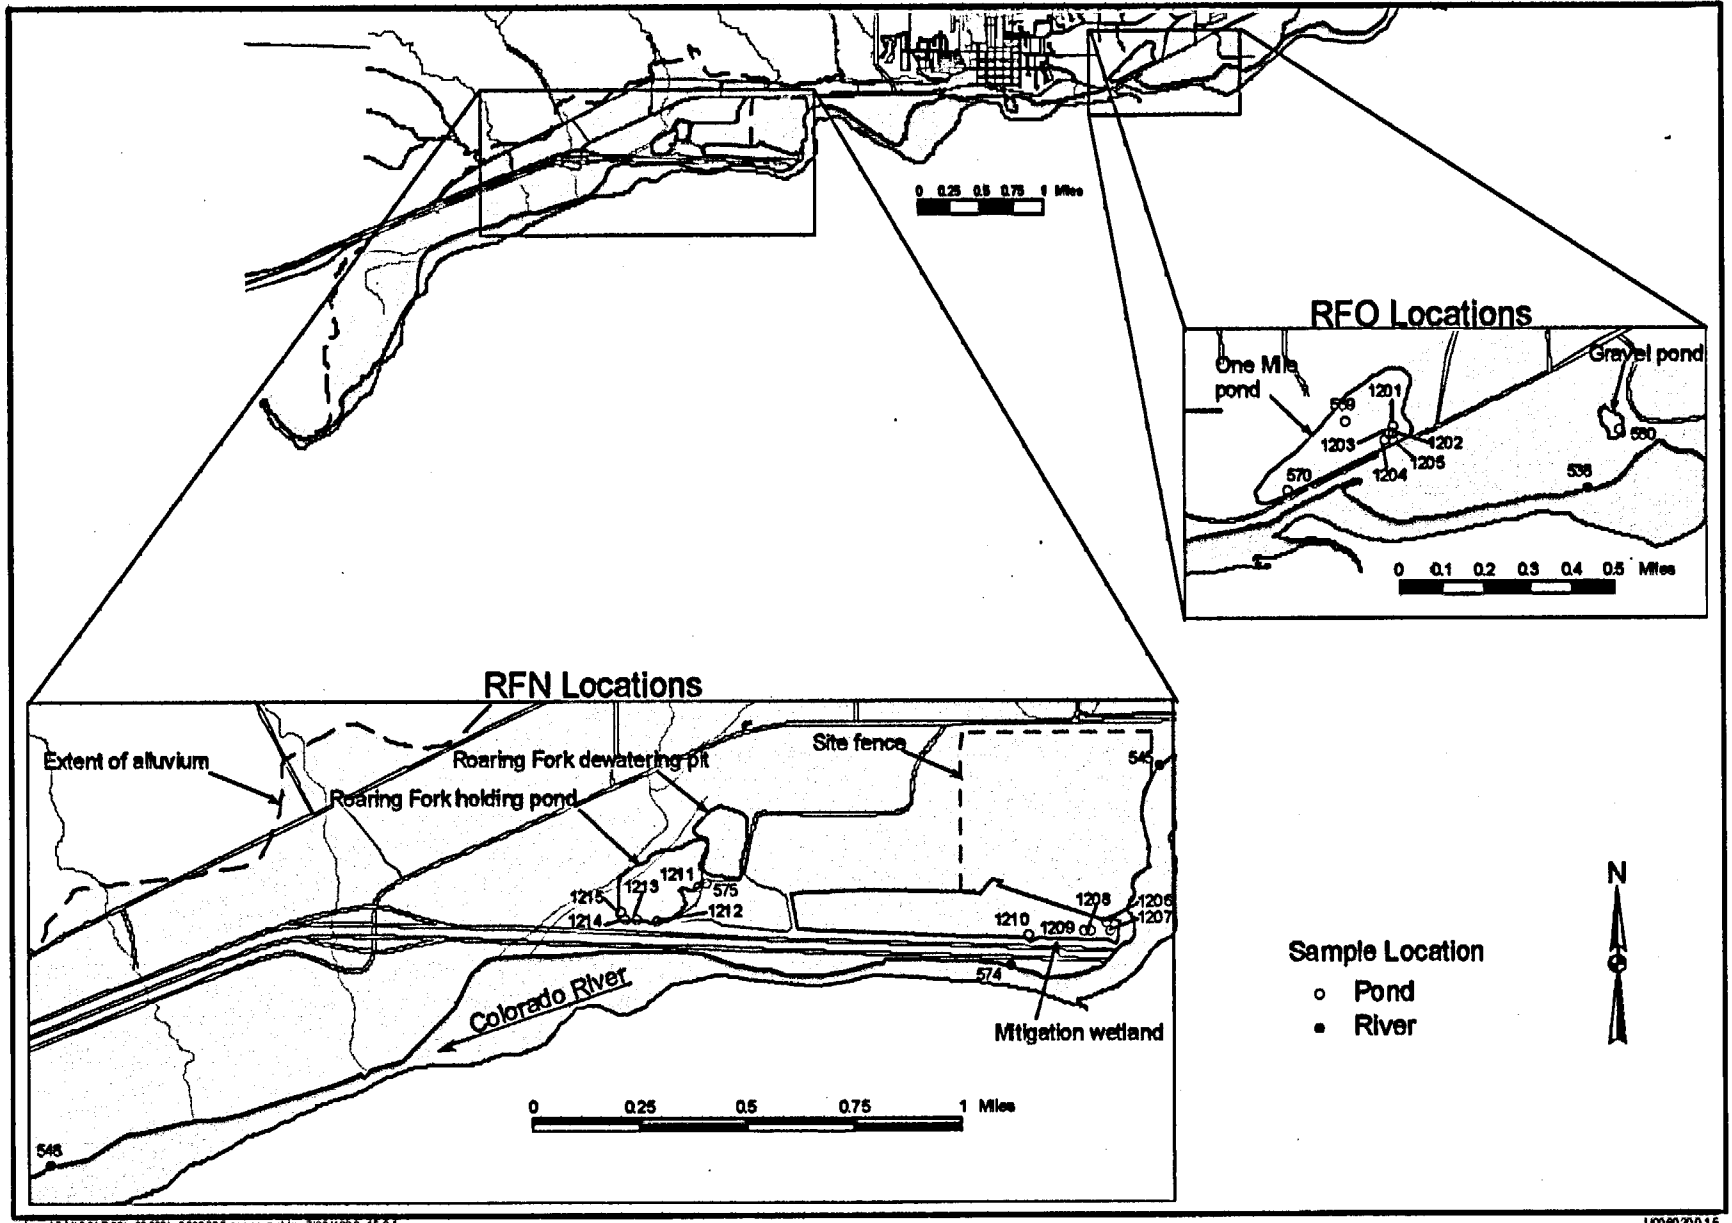 0 0.25 0.5 0.75 1 Miles
RFO Locations
One Mile
pond
Gravel pond
1201
1203
1202
1205
1204
570
538
0 0.1 0.2 0.3 0.4 0.5 Miles
RFN Locations
Extent of alluvium
Roaring Fork dewatering pit
Roaring Fork holding pond
Site fence
545
1211
1213
1215
575
1214
1212
1208
1206
1210
1209
1207
574
Colorado River
Mitigation wetland
0 0.25 0.5 0.75 1 Miles
N
Sample Location
Pond
River